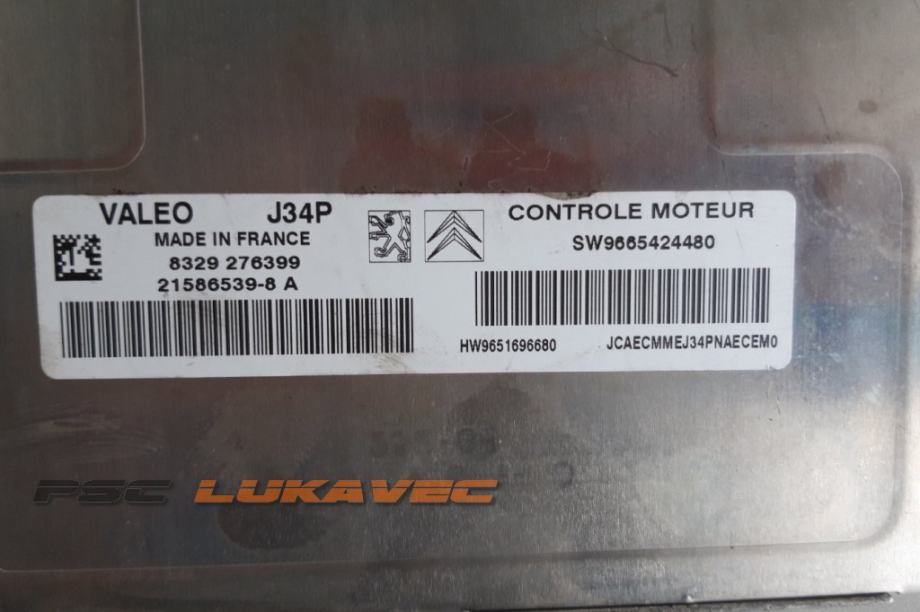 VALEO J34P
MADE IN FRANCE
8329 276399
21586539-8 A
CONTROLE MOTEUR
SW9665424480
HW9651696680 JCAECMMEJ34PNAECEM0
PSC LUKAVEC